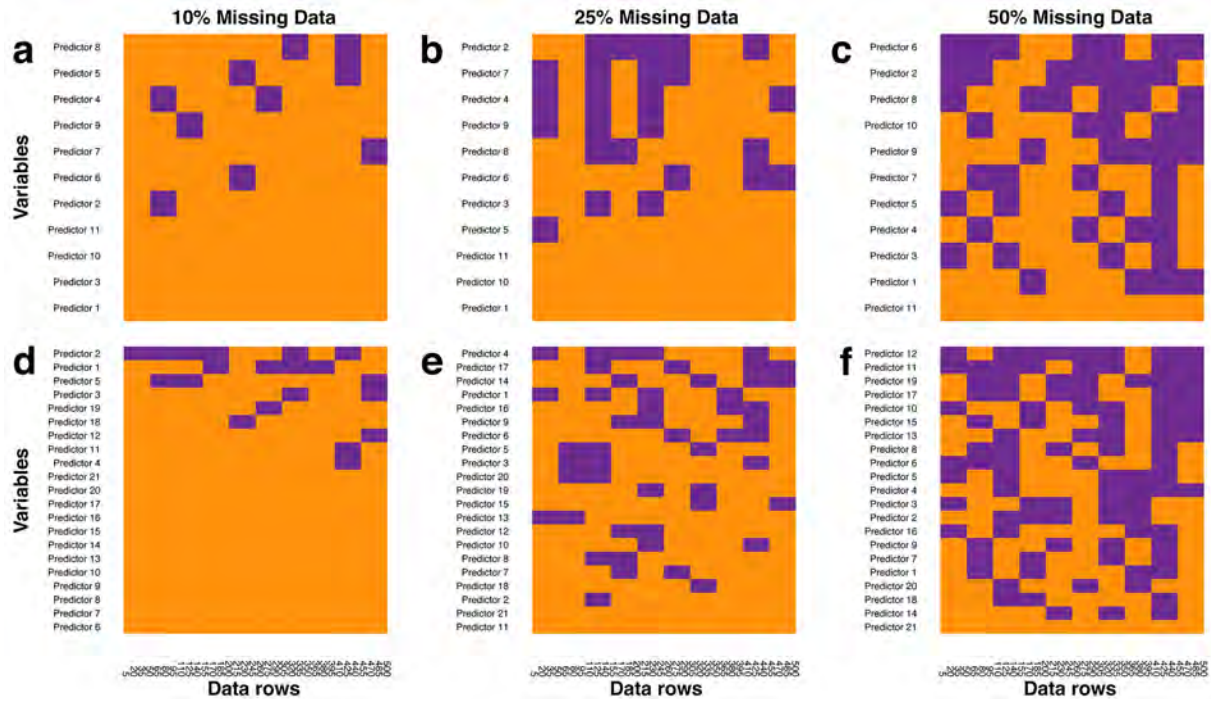 10% Missing Data
25% Missing Data
50% Missing Data
a
Variables
Predictor 8
Predictor 5
Predictor 4
Predictor 9
Predictor 7
Predictor 6
Predictor 2
Predictor 11
Predictor 10
Predictor 3
Predictor 1
b
Predictor 2
Predictor 7
Predictor 4
Predictor 9
Predictor 8
Predictor 6
Predictor 3
Predictor 5
Predictor 11
Predictor 10
Predictor 1
c
Predictor 6
Predictor 2
Predictor 8
Predictor 10
Predictor 9
Predictor 7
Predictor 5
Predictor 4
Predictor 3
Predictor 1
Predictor 11
d
Variables
Predictor 2
Predictor 1
Predictor 5
Predictor 3
Predictor 19
Predictor 18
Predictor 12
Predictor 11
Predictor 4
Predictor 21
Predictor 20
Predictor 17
Predictor 16
Predictor 15
Predictor 14
Predictor 13
Predictor 10
Predictor 9
Predictor 8
Predictor 7
Predictor 6
Data rows
e
Predictor 4
Predictor 17
Predictor 14
Predictor 1
Predictor 16
Predictor 9
Predictor 6
Predictor 5
Predictor 3
Predictor 20
Predictor 19
Predictor 15
Predictor 13
Predictor 12
Predictor 10
Predictor 8
Predictor 7
Predictor 18
Predictor 2
Predictor 21
Predictor 11
Data rows
f
Predictor 12
Predictor 11
Predictor 19
Predictor 17
Predictor 10
Predictor 15
Predictor 13
Predictor 8
Predictor 6
Predictor 5
Predictor 4
Predictor 3
Predictor 2
Predictor 16
Predictor 9
Predictor 7
Predictor 1
Predictor 20
Predictor 18
Predictor 14
Predictor 21
Data rows